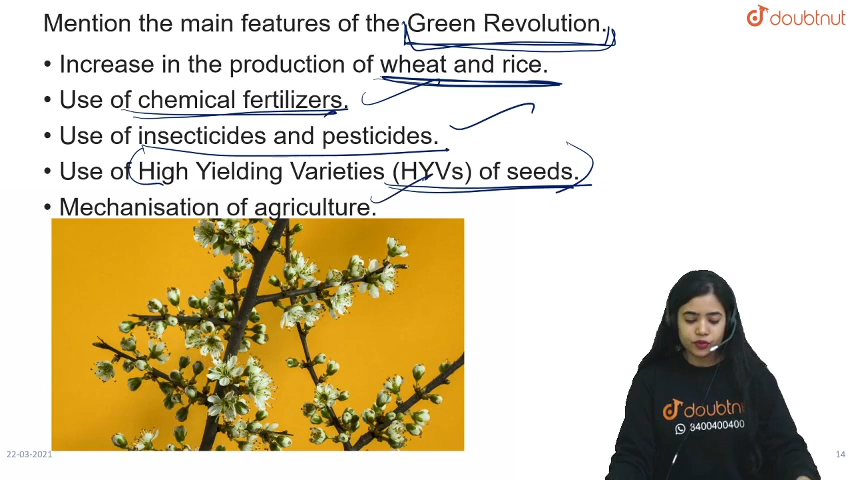 Mention the main features of the Green Revolution.
doubtnut
• Increase in the production of wheat and rice.
• Use of chemical fertilizers.
• Use of insecticides and pesticides.
• Use of High Yielding Varieties (HYVs) of seeds.
• Mechanisation of agriculture.
doubtnut
3400400400
22-03-2021
14